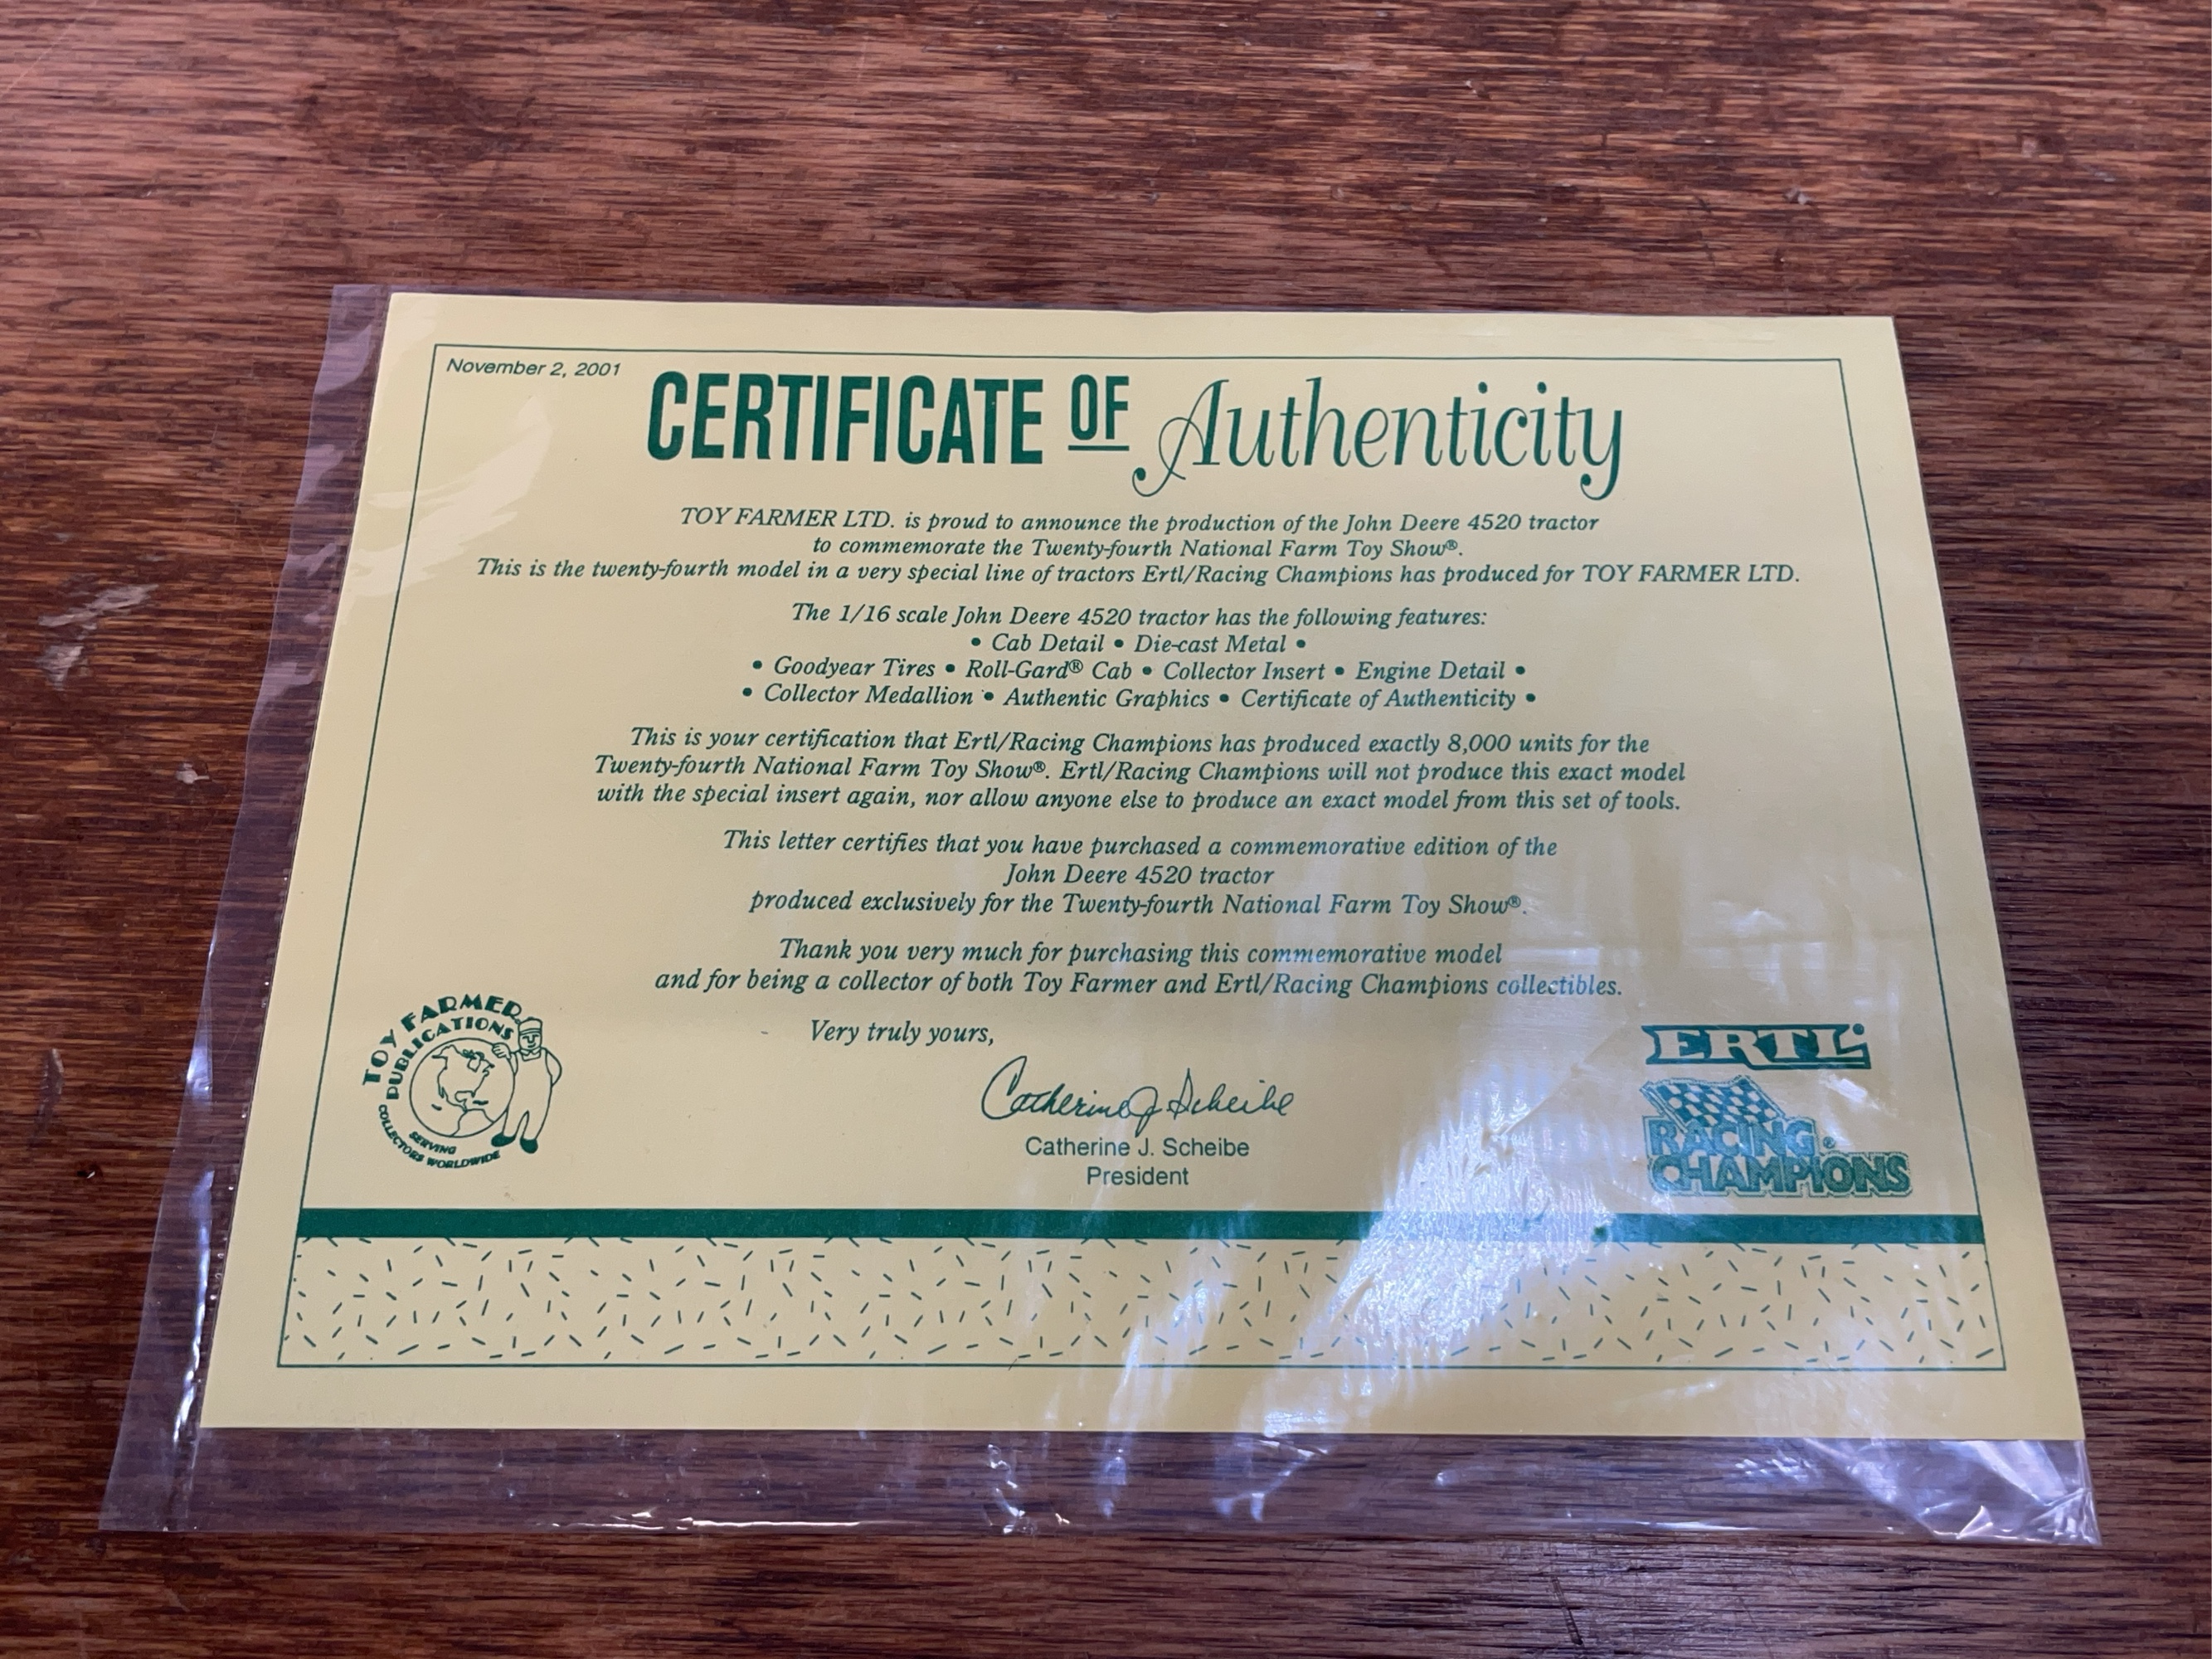 November 2, 2001
CERTIFICATE OF Authenticity
TOY FARMER LTD. is proud to announce the production of the John Deere 4520 tractor
to commemorate the Twenty-fourth National Farm Toy Show®.
This is the twenty-fourth model in a very special line of tractors Ertl/Racing Champions has produced for TOY FARMER LTD.
The 1/16 scale John Deere 4520 tractor has the following features:
• Cab Detail • Die-cast Metal •
• Goodyear Tires • Roll-Gard® Cab • Collector Insert • Engine Detail •
• Collector Medallion • Authentic Graphics • Certificate of Authenticity •
This is your certification that Ertl/Racing Champions has produced exactly 8,000 units for the
Twenty-fourth National Farm Toy Show®. Ertl/Racing Champions will not produce this exact model
with the special insert again, nor allow anyone else to produce an exact model from this set of tools.
This letter certifies that you have purchased a commemorative edition of the
John Deere 4520 tractor
produced exclusively for the Twenty-fourth National Farm Toy Show®.
Thank you very much for purchasing this commemorative model
and for being a collector of both Toy Farmer and Ertl/Racing Champions collectibles.
Very truly yours,
Catherine J Scheibe
Catherine J. Scheibe
President
TOY FARMER
PUBLICATIONS
SERVING
COLLECTORS WORLDWIDE
ERTL®
RACING®
CHAMPIONS